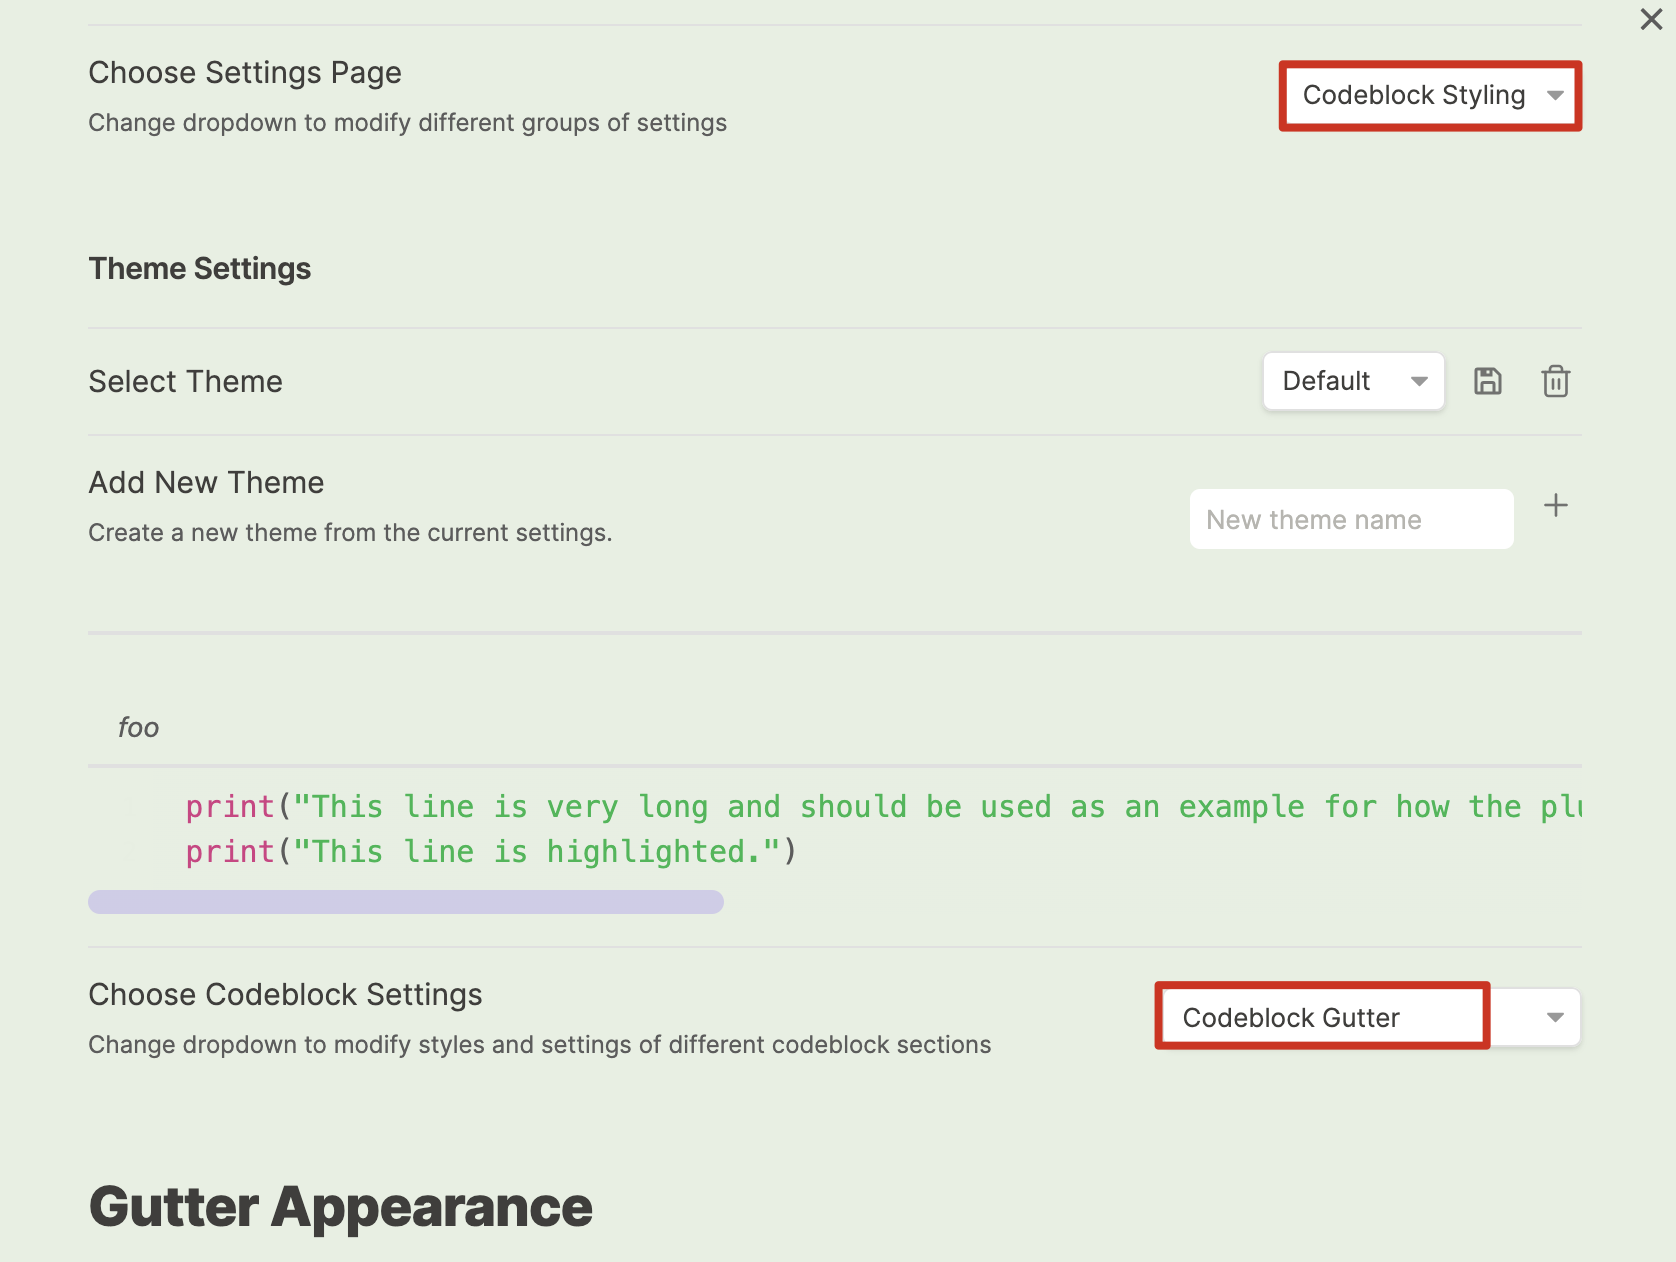 Choose Settings Page
Change dropdown to modify different groups of settings
Codeblock Styling
Theme Settings
Select Theme
Default
Add New Theme
Create a new theme from the current settings.
New theme name
foo
print("This line is very long and should be used as an example for how the
print("This line is highlighted.")
Choose Codeblock Settings
Change dropdown to modify styles and settings of different codeblock sections
Codeblock Gutter
Gutter Appearance